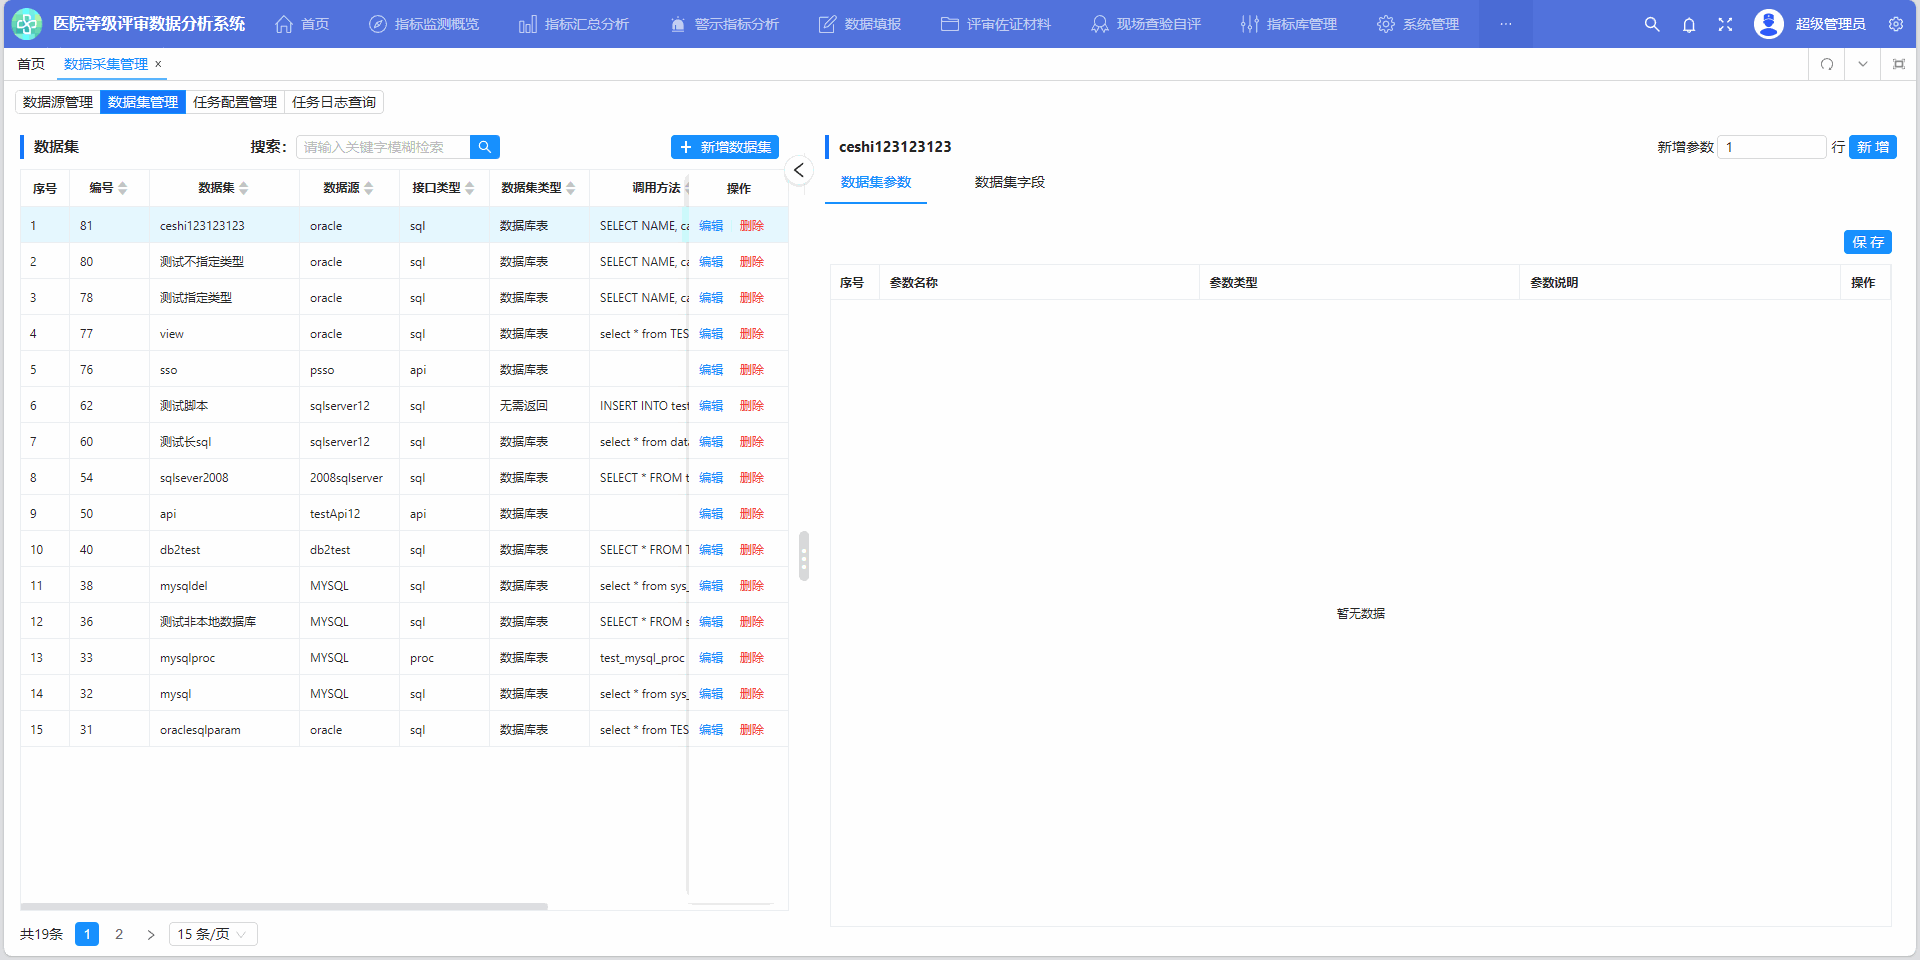 医院等级评审数据分析系统 首页 指标监测概览 指标汇总分析 警示指标分析 数据填报 评审佐证材料 现场查验自评 指标库管理 系统管理 ··· 超级管理员
首页 数据采集管理 ×
数据源管理 数据集管理 任务配置管理 任务日志查询
数据集 搜索: 请输入关键字模糊检索 + 新增数据集
序号 编号 数据集 数据源 接口类型 数据集类型 调用方法 操作
1 81 ceshi123123123 oracle sql 数据库表 SELECT NAME, ca 编辑 删除
2 80 测试不指定类型 oracle sql 数据库表 SELECT NAME, ca 编辑 删除
3 78 测试指定类型 oracle sql 数据库表 SELECT NAME, ca 编辑 删除
4 77 view oracle sql 数据库表 select * from TES 编辑 删除
5 76 sso psso api 数据库表 编辑 删除
6 62 测试脚本 sqlserver12 sql 无需返回 INSERT INTO test 编辑 删除
7 60 测试长sql sqlserver12 sql 数据库表 select * from data 编辑 删除
8 54 sqlsever2008 2008sqlserver sql 数据库表 SELECT * FROM t 编辑 删除
9 50 api testApi12 api 数据库表 编辑 删除
10 40 db2test db2test sql 数据库表 SELECT * FROM T 编辑 删除
11 38 mysqldel MYSQL sql 数据库表 select * from sys_ 编辑 删除
12 36 测试非本地数据库 MYSQL sql 数据库表 SELECT * FROM s 编辑 删除
13 33 mysqlproc MYSQL proc 数据库表 test_mysql_proc 编辑 删除
14 32 mysql MYSQL sql 数据库表 select * from sys_ 编辑 删除
15 31 oraclesqlparam oracle sql 数据库表 select * from TES 编辑 删除
共19条 1 2 > 15 条/页
ceshi123123123 新增参数 1 行 新 增
数据集参数 数据集字段
保 存
序号 参数名称 参数类型 参数说明 操作
暂无数据